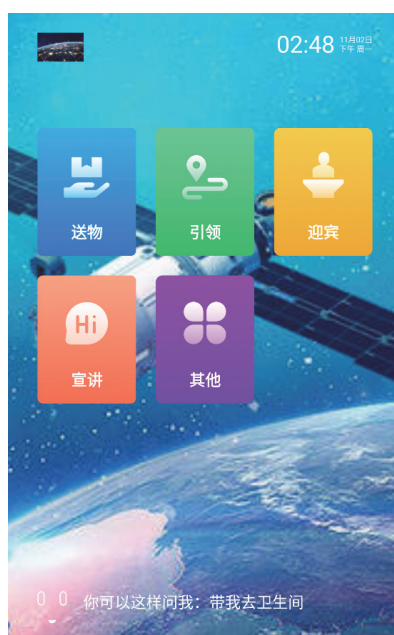 02:48
11月02日
下午 周一
送物
引领
迎宾
Hi
宣讲
其他
你可以这样问我：带我去卫生间